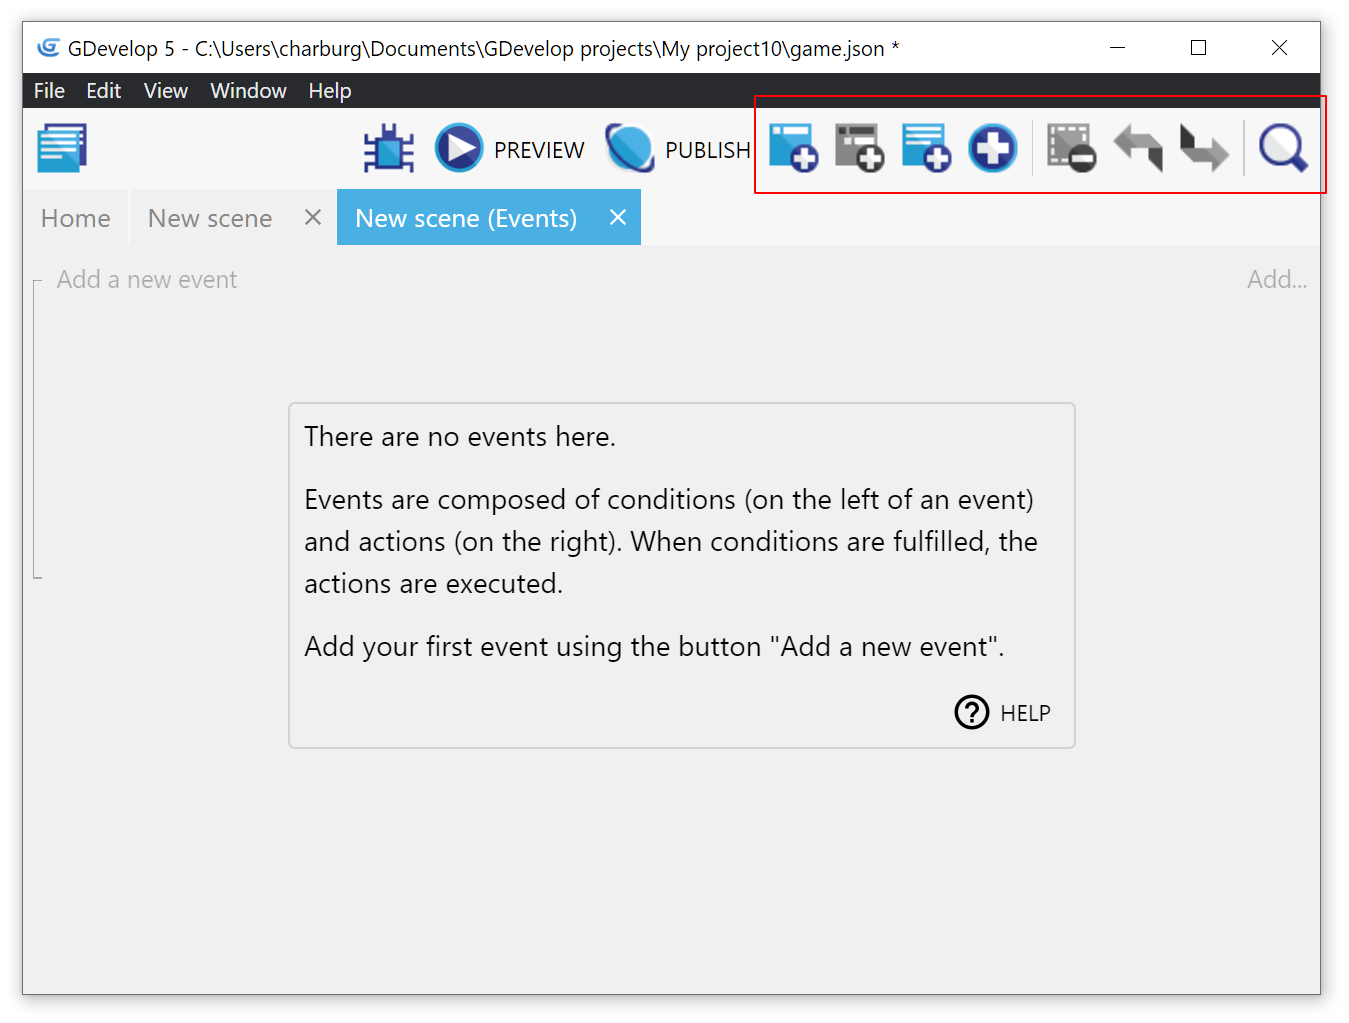 GDevelop 5 - C:\Users\charburg\Documents\GDevelop projects\My project10\game.json *
File Edit View Window Help
PREVIEW PUBLISH
Home New scene New scene (Events)
Add a new event Add...
There are no events here.
Events are composed of conditions (on the left of an event)
and actions (on the right). When conditions are fulfilled, the
actions are executed.
Add your first event using the button "Add a new event".
HELP